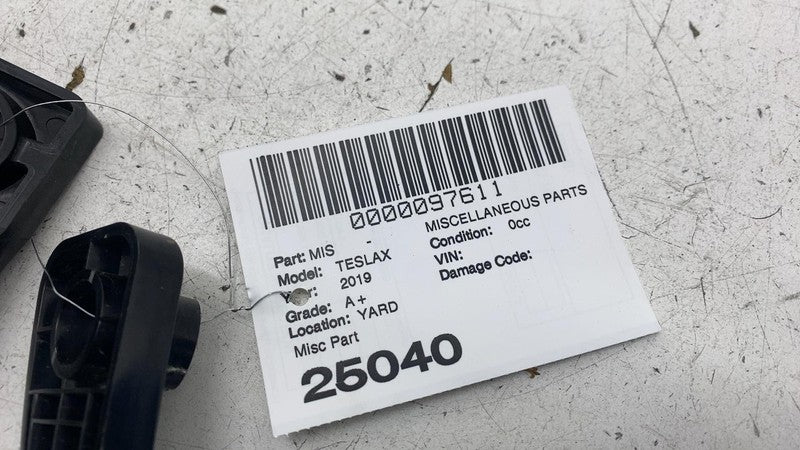 0000097611
Part: MIS - MISCELLANEOUS PARTS
Model: TESLAX Condition: 0cc
Year: 2019 VIN:
Grade: A+ Damage Code:
Location: YARD
Misc Part
25040